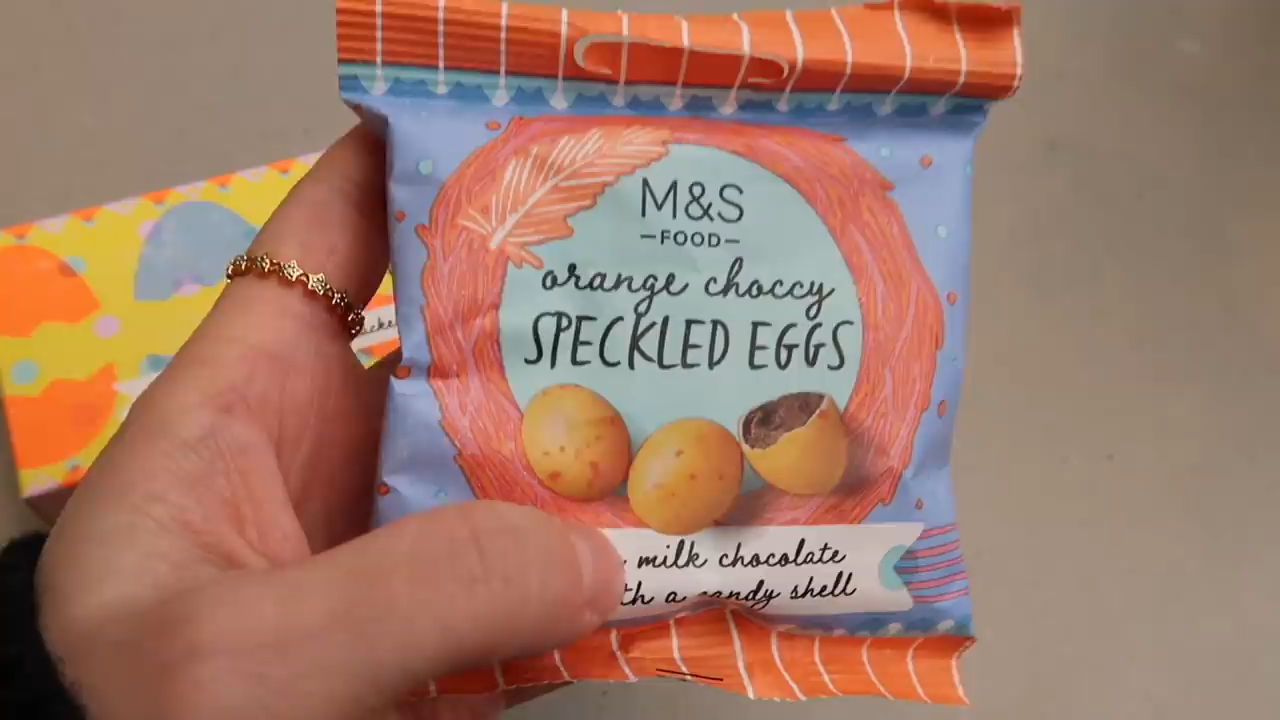 M&S
FOOD
orange choccy
SPECKLED EGGS
milk chocolate
a candy shell